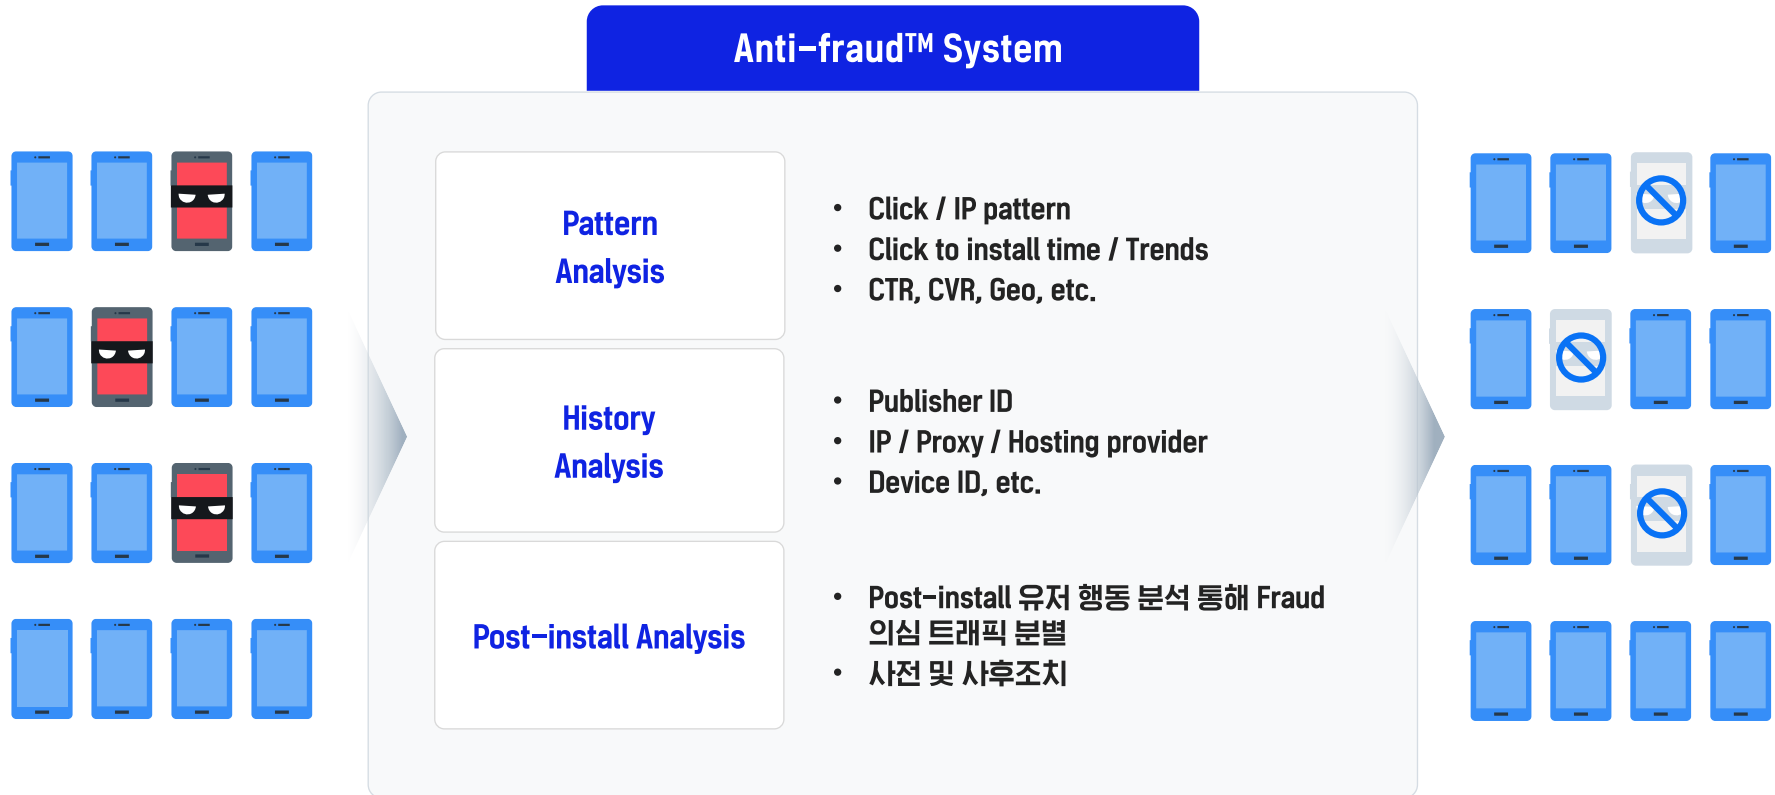 Anti-fraud™ System
Pattern
Analysis
• Click / IP pattern
• Click to install time / Trends
• CTR, CVR, Geo, etc.
History
Analysis
• Publisher ID
• IP / Proxy / Hosting provider
• Device ID, etc.
Post-install Analysis
• Post-install 유저 행동 분석 통해 Fraud
의심 트래픽 분별
• 사전 및 사후조치